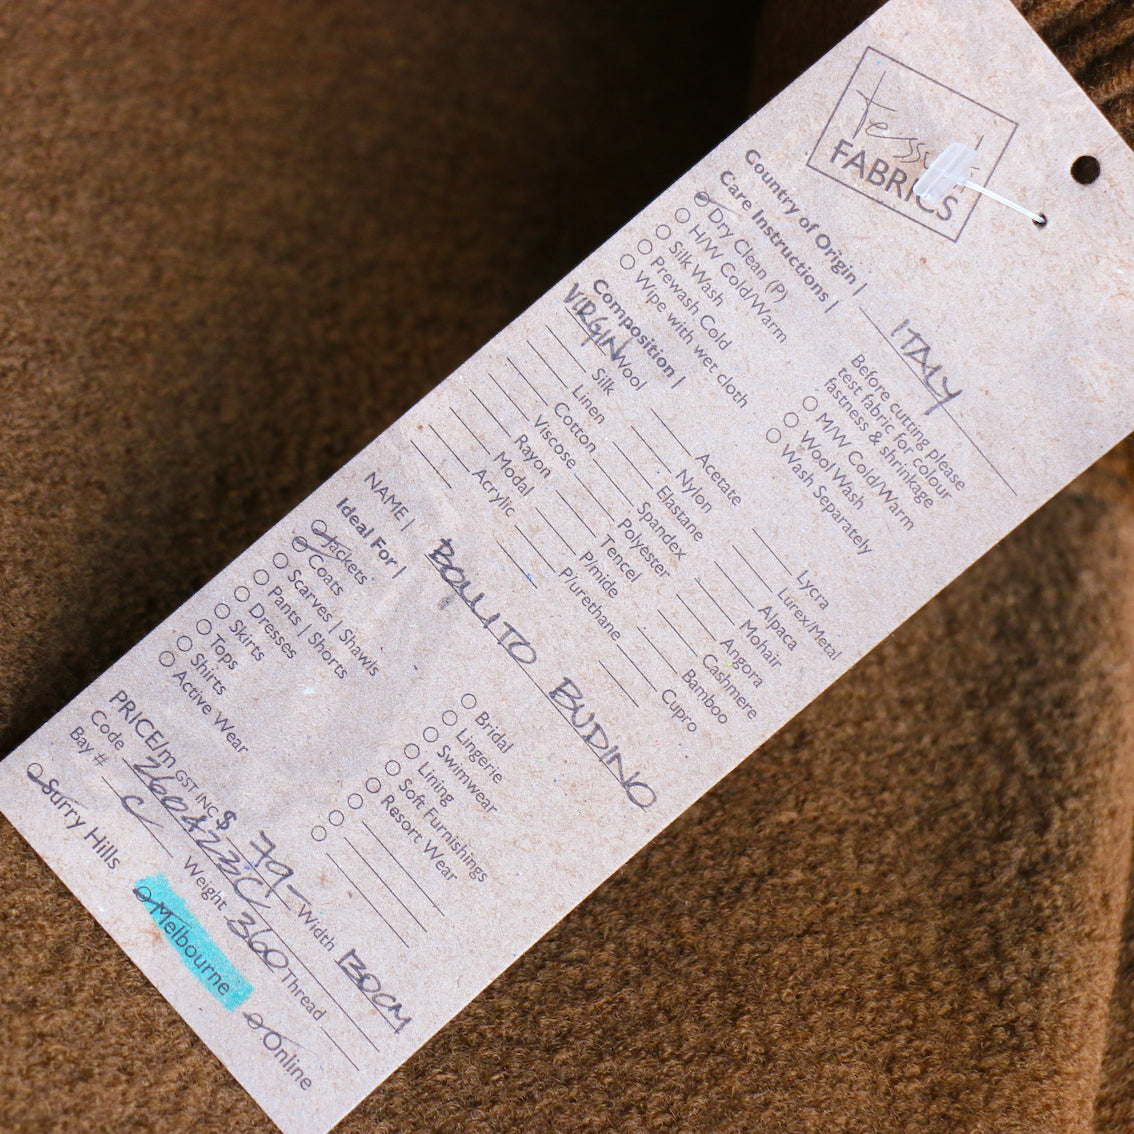 FABRICS
Country of Origin | ITALY
Care Instructions |
Dry Clean (P)
H/W Cold/Warm
Silk Wash
Prewash Cold
Wipe with wet cloth
Before cutting please
test fabric for colour
fastness & shrinkage
M/W Cold/Warm
Wool Wash
Wash Separately
Composition |
VIRGIN Wool
Silk
Linen
Cotton
Viscose
Rayon
Modal
Acrylic
Acetate
Nylon
Elastane
Spandex
Polyester
Tencel
P/mide
P/urethane
Lycra
Lurex/Metal
Alpaca
Mohair
Angora
Cashmere
Bamboo
Cupro
NAME | BOLLITO BUDINO
Ideal For |
Jackets
Coats
Scarves | Shawls
Pants | Shorts
Dresses
Skirts
Tops
Shirts
Active Wear
Bridal
Lingerie
Swimwear
Lining
Soft Furnishings
Resort Wear
PRICE/m GST INC $ 79- Width 130CM
Code 260423C
Bay # C Weight 360 Thread
Surry Hills Melbourne Online